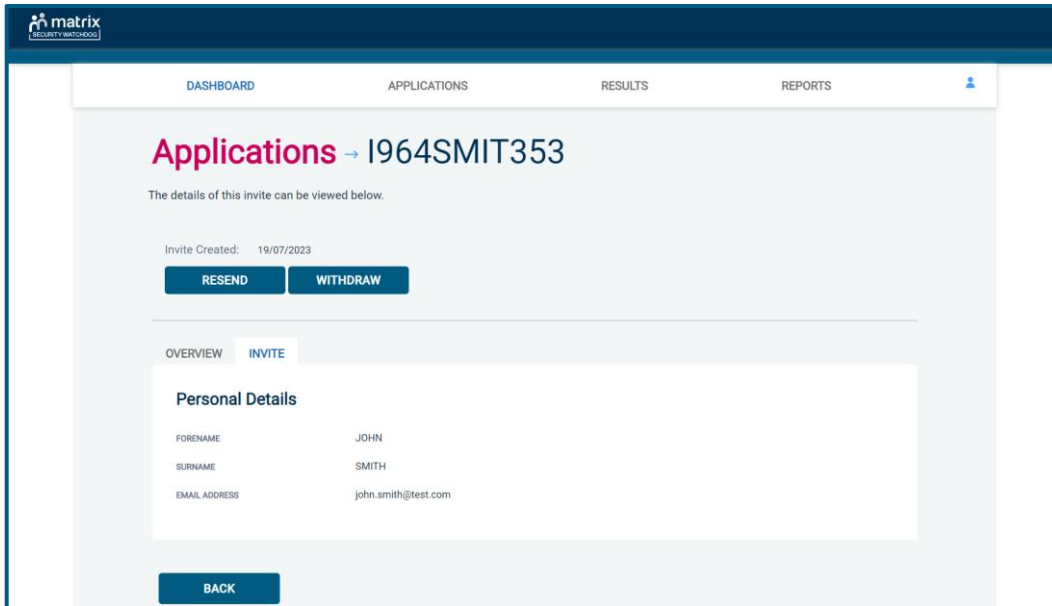 matrix
SECURITY WATCHDOG
DASHBOARD APPLICATIONS RESULTS REPORTS
Applications → I964SMIT353
The details of this invite can be viewed below.
Invite Created: 19/07/2023
RESEND WITHDRAW
OVERVIEW INVITE
Personal Details
FORENAME JOHN
SURNAME SMITH
EMAIL ADDRESS john.smith@test.com
BACK